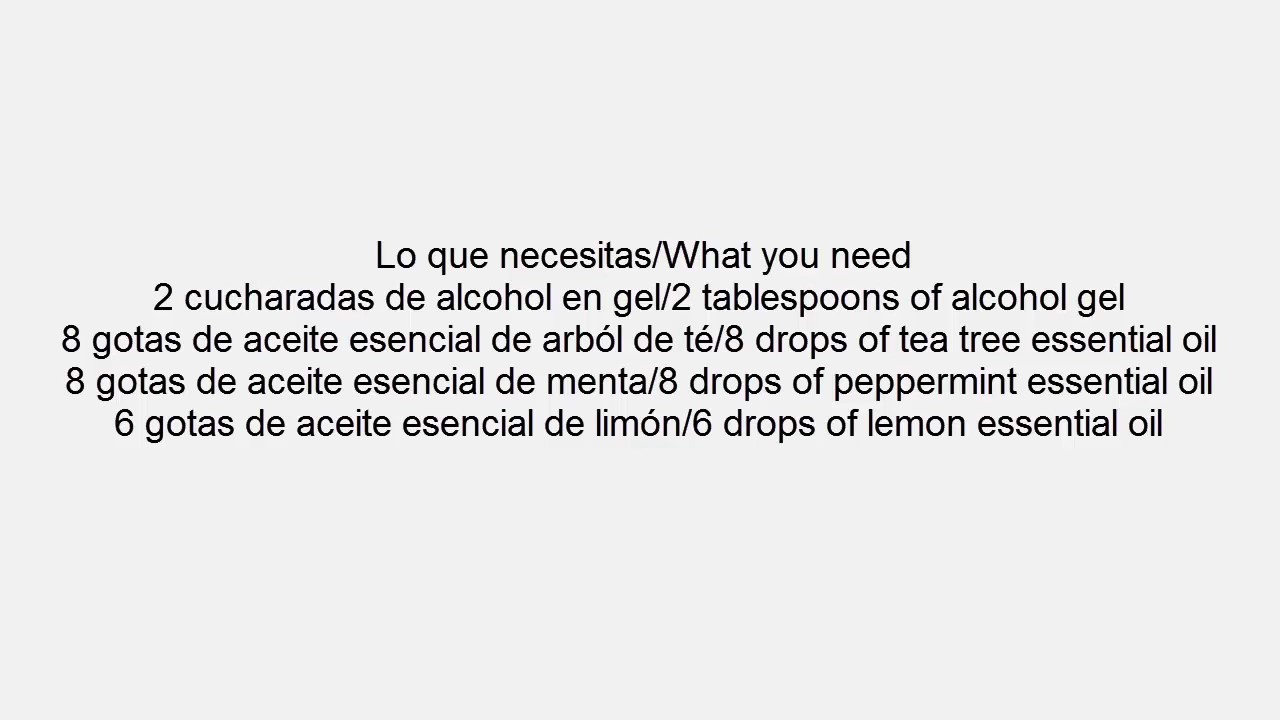 Lo que necesitas/What you need
2 cucharadas de alcohol en gel/2 tablespoons of alcohol gel
8 gotas de aceite esencial de arból de té/8 drops of tea tree essential oil
8 gotas de aceite esencial de menta/8 drops of peppermint essential oil
6 gotas de aceite esencial de limón/6 drops of lemon essential oil